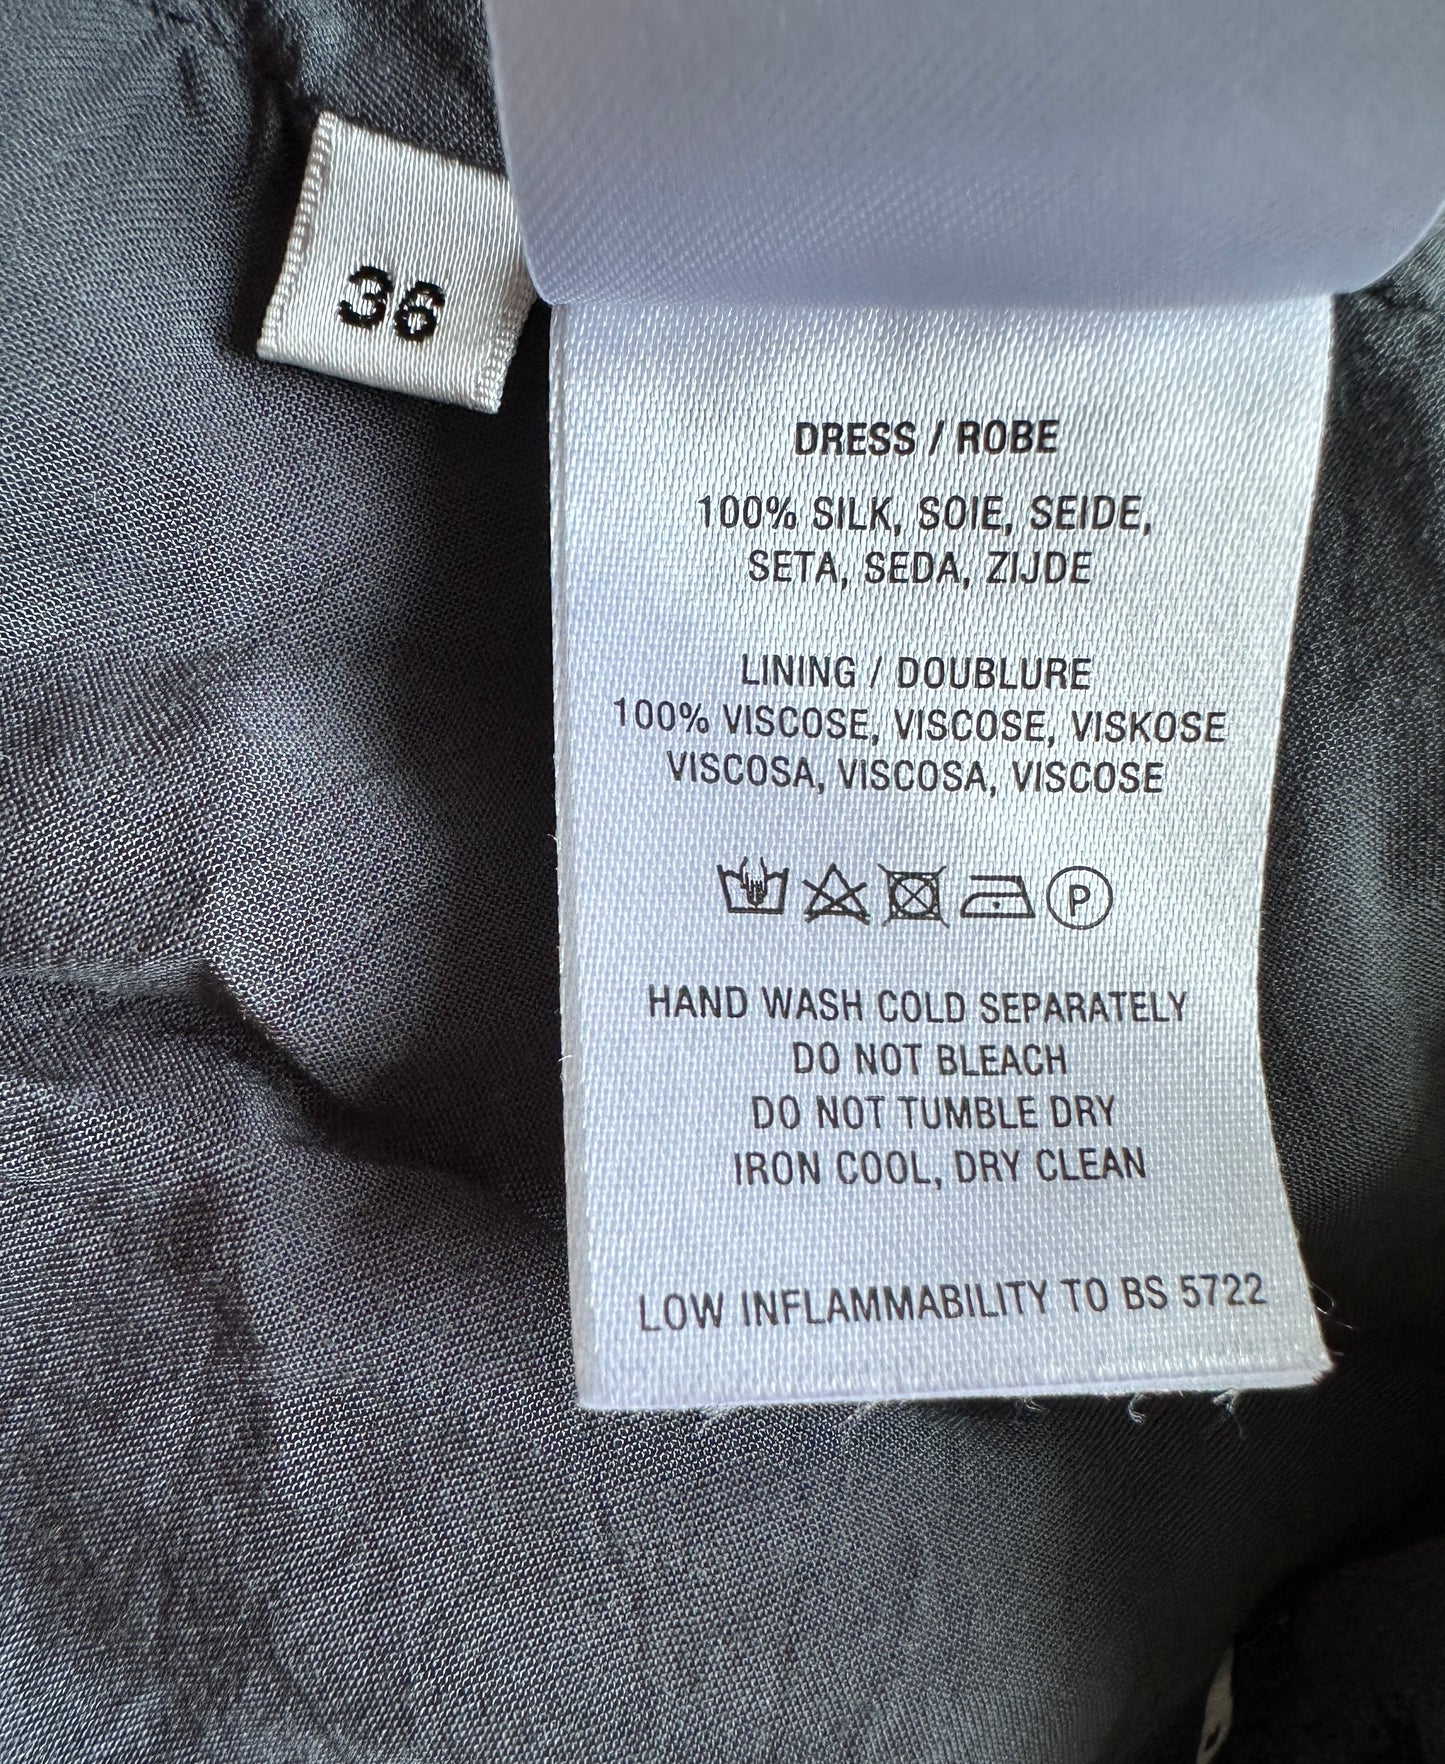 36
DRESS / ROBE
100% SILK, SOIE, SEIDE,
SETA, SEDA, ZIJDE
LINING / DOUBLURE
100% VISCOSE, VISCOSE, VISKOSE
VISCOSA, VISCOSA, VISCOSE
P
HAND WASH COLD SEPARATELY
DO NOT BLEACH
DO NOT TUMBLE DRY
IRON COOL, DRY CLEAN
LOW INFLAMMABILITY TO BS 5722